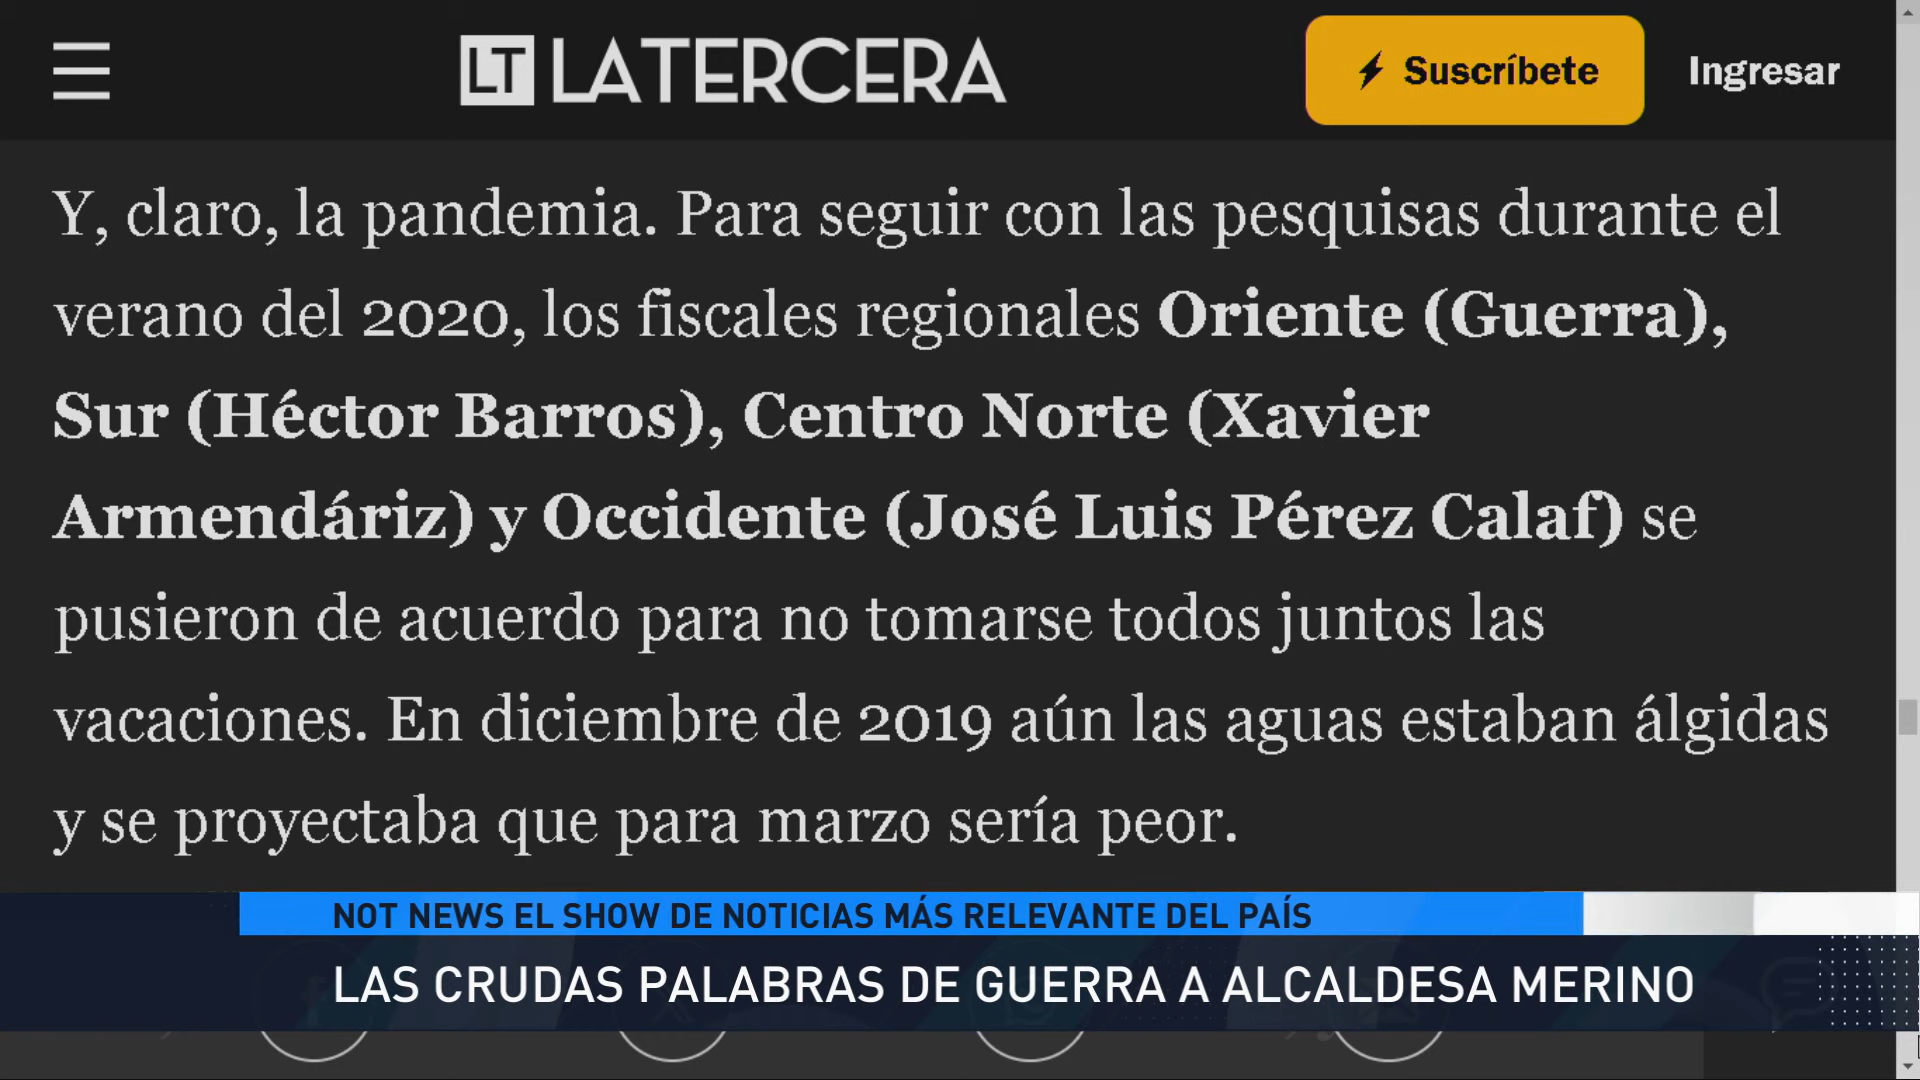 LT LATERCERA
Suscríbete
Ingresar
Y, claro, la pandemia. Para seguir con las pesquisas durante el
verano del 2020, los fiscales regionales Oriente (Guerra),
Sur (Héctor Barros), Centro Norte (Xavier
Armendáriz) y Occidente (José Luis Pérez Calaf) se
pusieron de acuerdo para no tomarse todos juntos las
vacaciones. En diciembre de 2019 aún las aguas estaban álgidas
y se proyectaba que para marzo sería peor.
NOT NEWS EL SHOW DE NOTICIAS MÁS RELEVANTE DEL PAÍS
LAS CRUDAS PALABRAS DE GUERRA A ALCALDESA MERINO